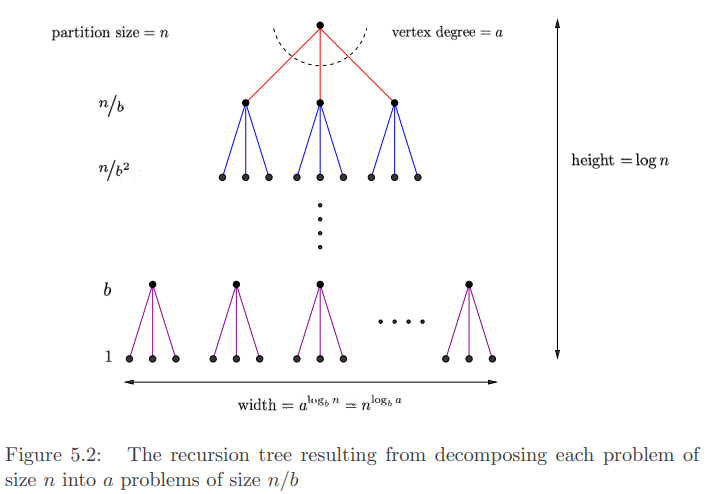 partition size = n
vertex degree = a
n/b
height = log n
n/b²
b
1
width = a^{log_b n} = n^{log_b a}
Figure 5.2: The recursion tree resulting from decomposing each problem of
size n into a problems of size n/b